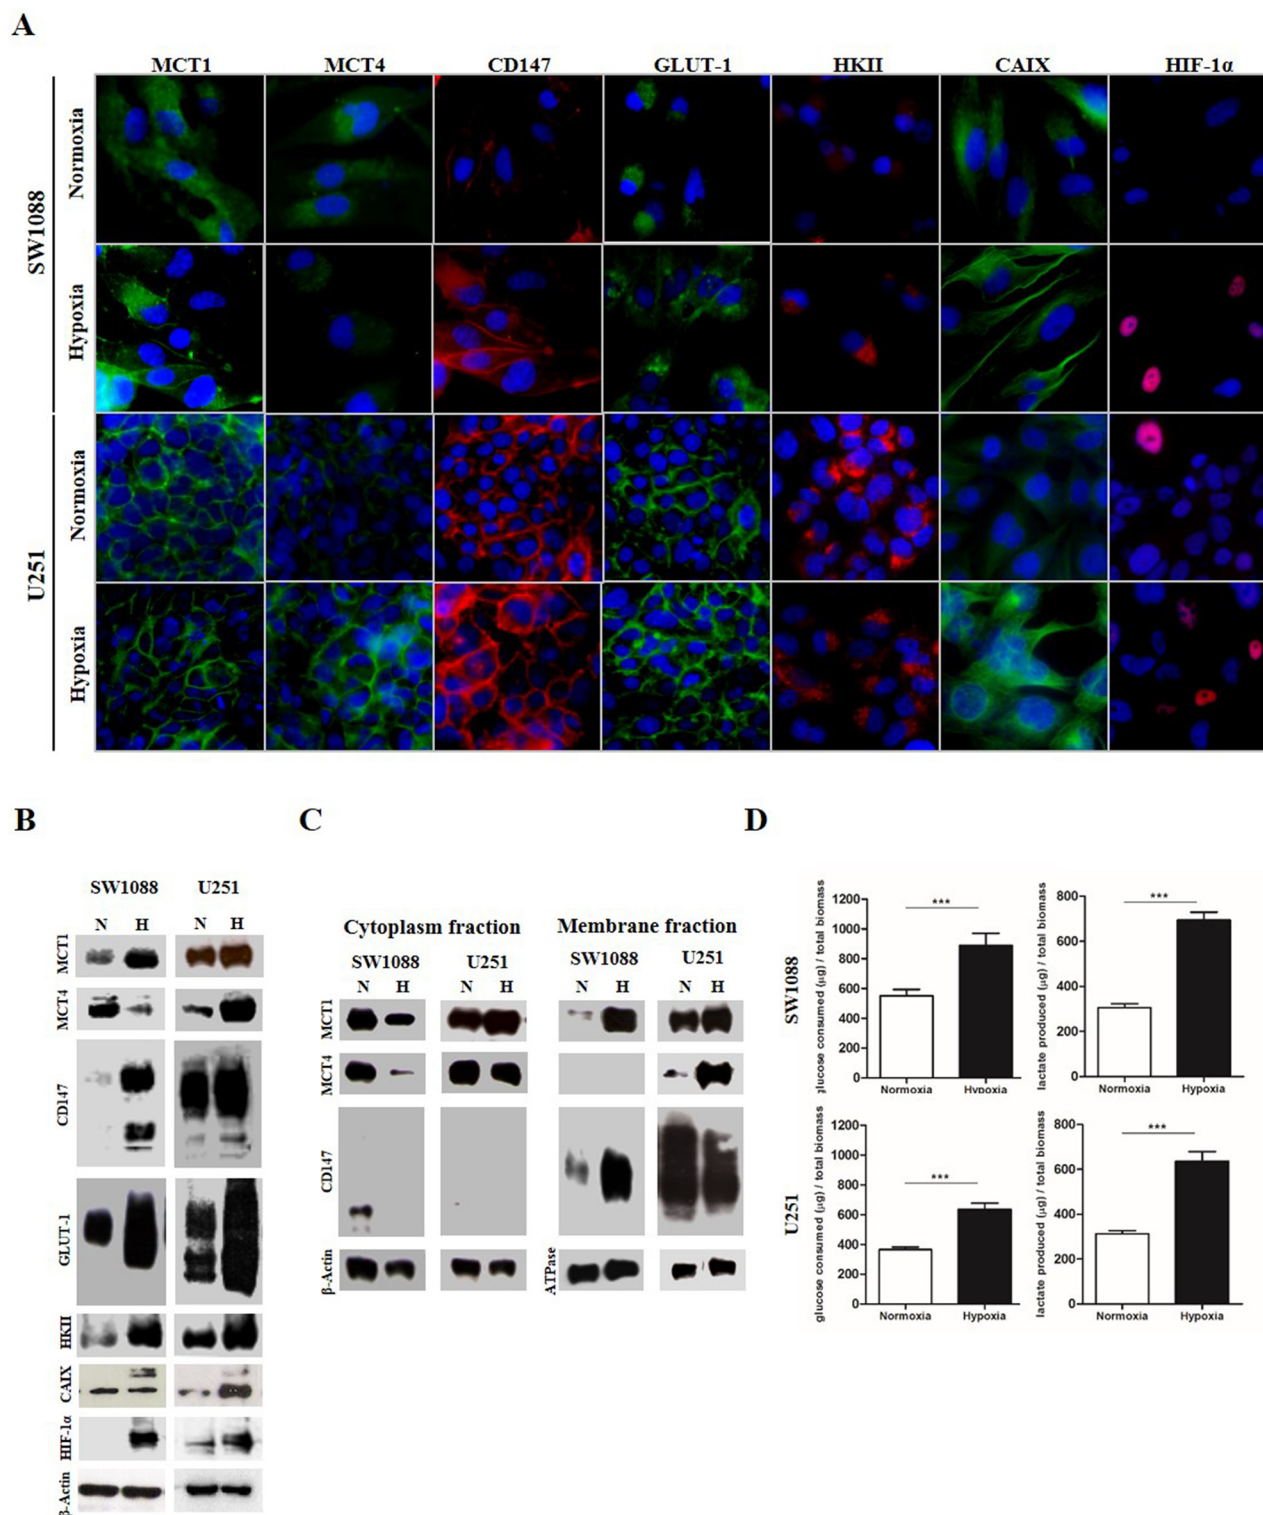 A
MCT1 MCT4 CD147 GLUT-1 HKII CAIX HIF-1α
SW1088
Normoxia
Hypoxia
U251
Normoxia
Hypoxia
B
SW1088 U251
N H N H
MCT1
MCT4
CD147
GLUT-1
HKII
CAIX
HIF-1α
β-Actin
C
Cytoplasm fraction Membrane fraction
SW1088 U251 SW1088 U251
N H N H N H N H
MCT1
MCT4
CD147
β-Actin
ATPase
D
SW1088
glucose consumed (µg) / total biomass
1200
1000
800
600
400
200
0
***
Normoxia Hypoxia
lactate produced (µg) / total biomass
800
600
400
200
0
***
Normoxia Hypoxia
U251
glucose consumed (µg) / total biomass
1200
1000
800
600
400
200
0
***
Normoxia Hypoxia
lactate produced (µg) / total biomass
800
600
400
200
0
***
Normoxia Hypoxia